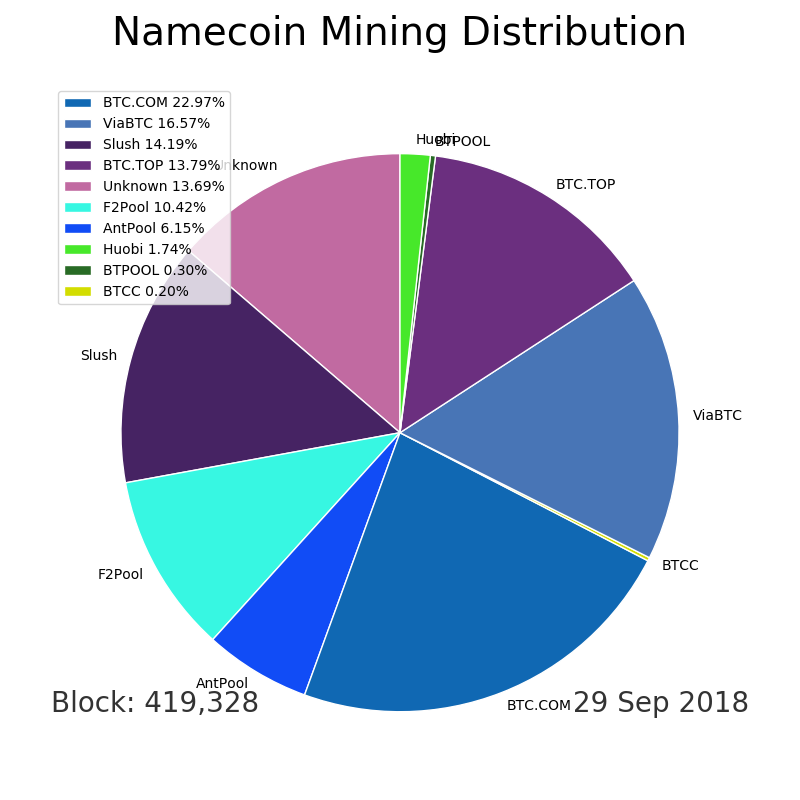 Namecoin Mining Distribution
BTC.COM 22.97%
ViaBTC 16.57%
Slush 14.19%
BTC.TOP 13.79%
Unknown 13.69%
F2Pool 10.42%
AntPool 6.15%
Huobi 1.74%
BTPOOL 0.30%
BTCC 0.20%
Huobi
BTPOOL
Unknown
BTC.TOP
Slush
ViaBTC
F2Pool
BTCC
AntPool
BTC.COM
Block: 419,328
29 Sep 2018